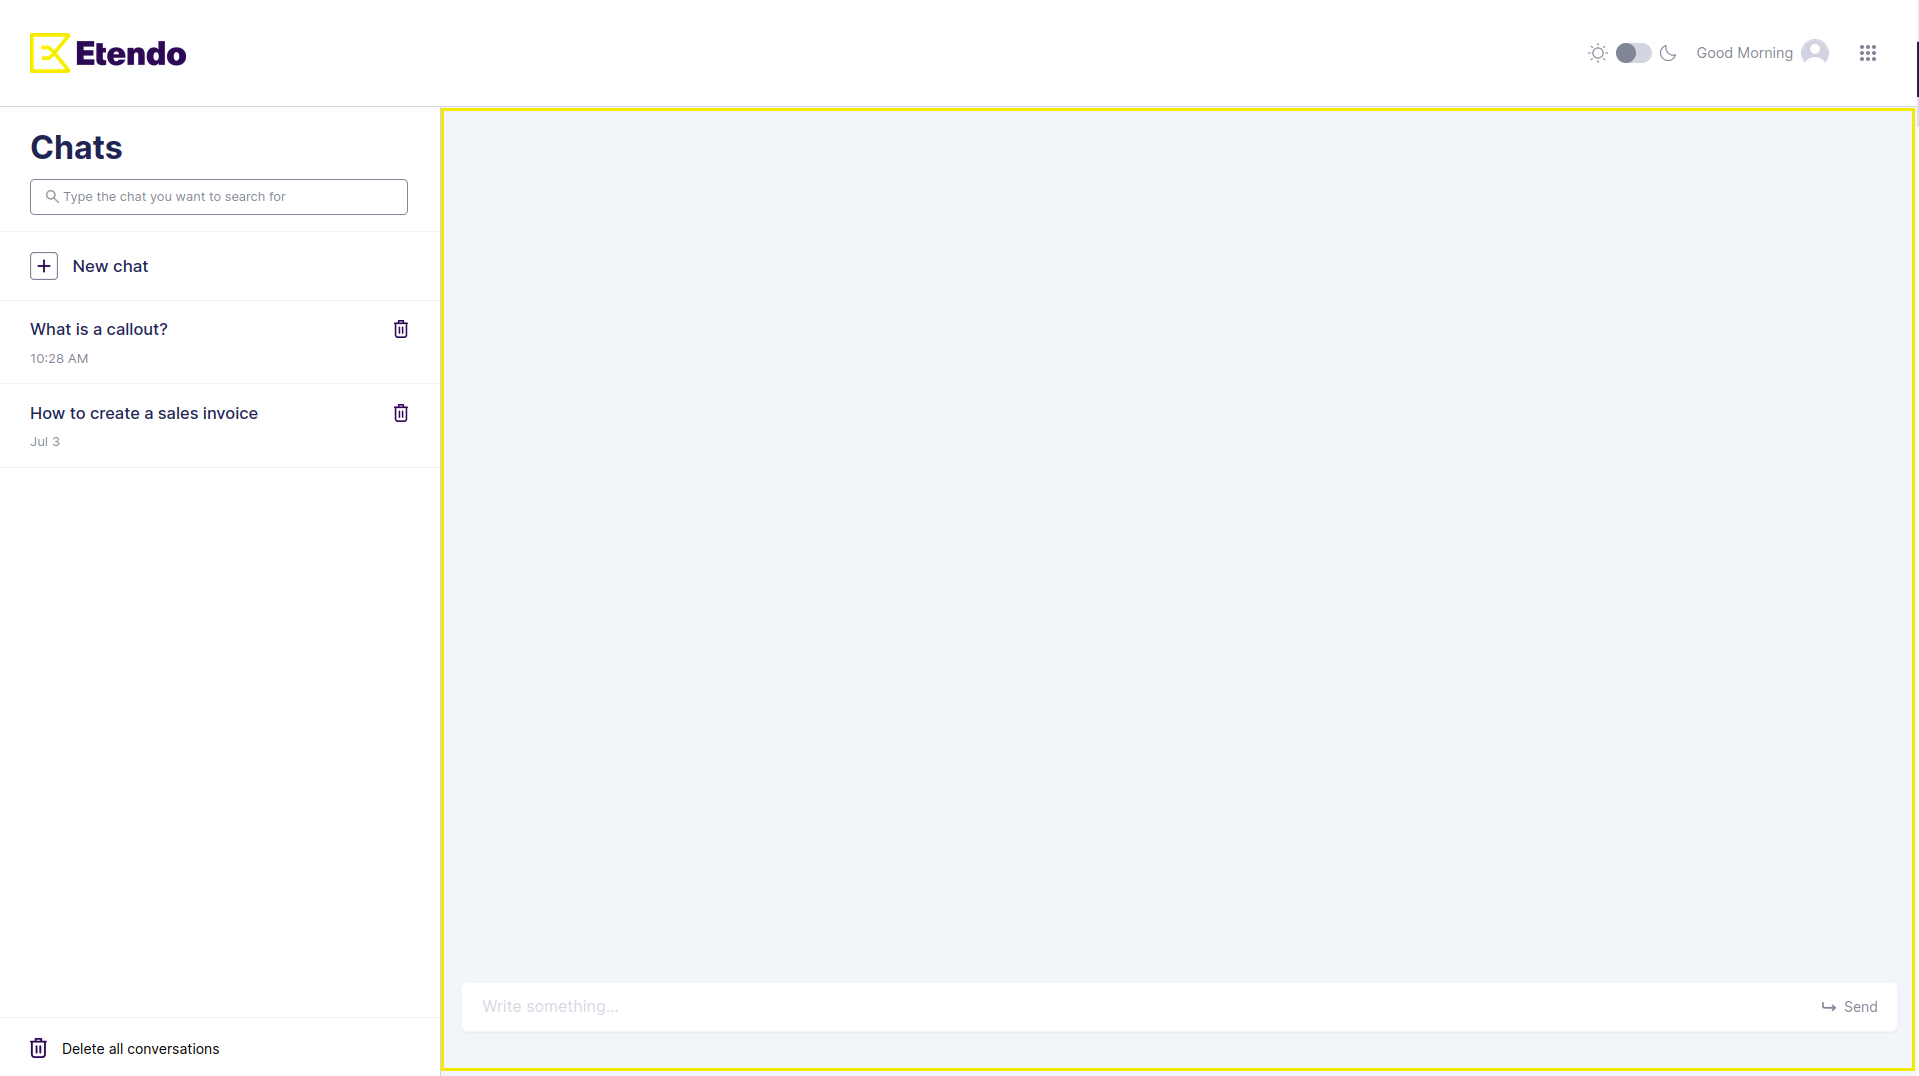 Etendo
Good Morning
Chats
Type the chat you want to search for
New chat
What is a callout?
10:28 AM
How to create a sales invoice
Jul 3
Write something...
Send
Delete all conversations